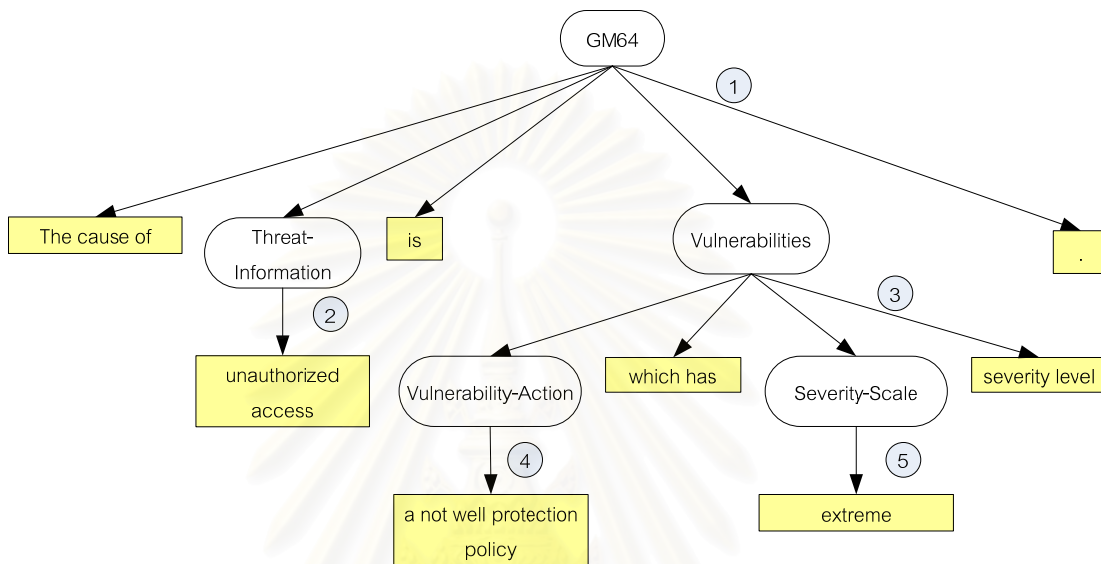 GM64
1
The cause of
Threat-
Information
is
Vulnerabilities
.
2
3
unauthorized
access
Vulnerability-Action
which has
Severity-Scale
severity level
4
5
a not well protection
policy
extreme